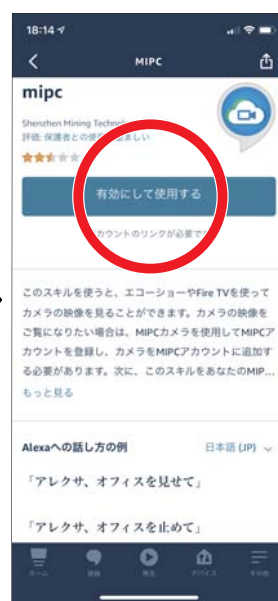 18:14
MIPC
mipc
Shenzhen Mining Technol
評価: 保護者との使
ましい
有効にして使用する
カウントのリンクが必要で
このスキルを使うと、エコーショーやFire TVを使って
カメラの映像を見ることができます。カメラの映像を
ご覧になりたい場合は、MIPCカメラを使用してMIPCア
カウントを登録し、カメラをMIPCアカウントに追加す
る必要があります。次に、このスキルをあなたのMIP...
もっと見る
Alexaへの話し方の例
日本語 (JP)
「アレクサ、オフィスを見せて」
「アレクサ、オフィスを止めて」
ホーム
再生
デバイス
その他